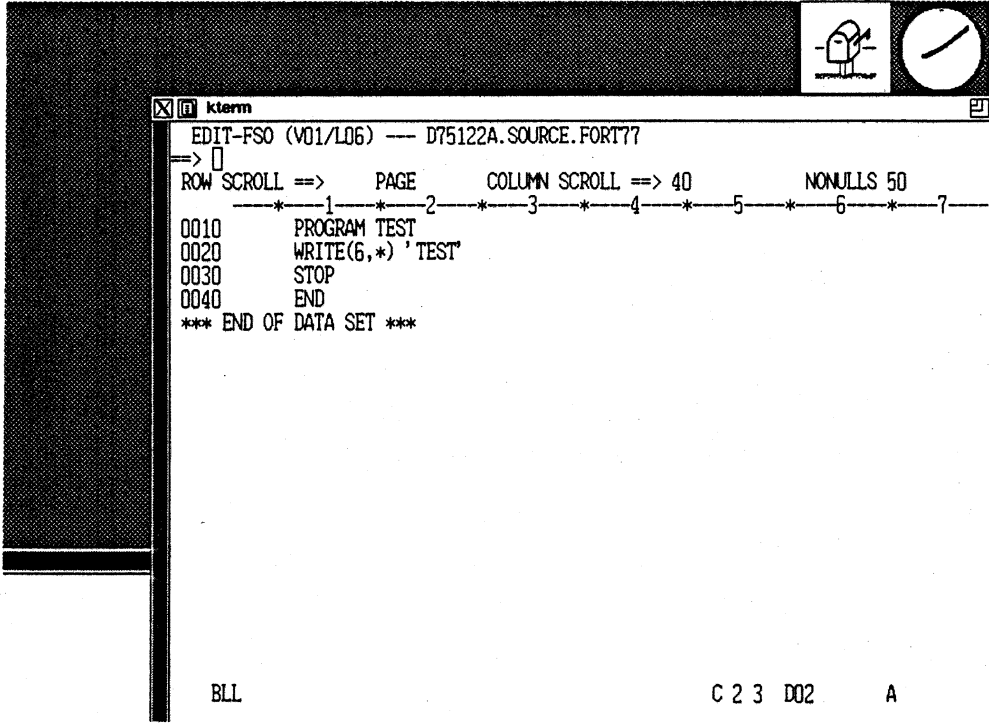 kterm
EDIT-FSO (V01/L06) --- D75122A.SOURCE.FORT77
==>
ROW SCROLL ==> PAGE COLUMN SCROLL ==> 40 NONULLS 50
----*----1----*----2----*----3----*----4----*----5----*----6----*----7----
0010 PROGRAM TEST
0020 WRITE(6,*) 'TEST'
0030 STOP
0040 END
*** END OF DATA SET ***
BLL C 2 3 D02 A